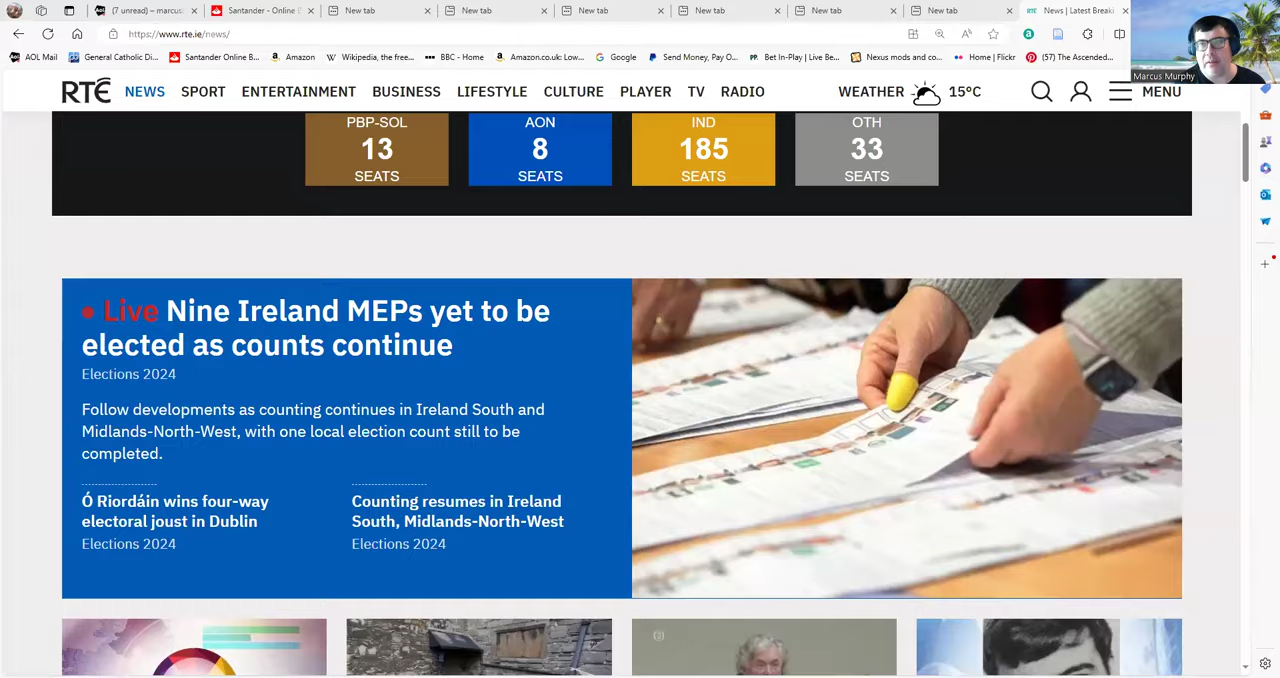 (7 unread) – marcus
Santander - Online E
New tab
New tab
New tab
New tab
New tab
New tab
RTÉ News | Latest Breaki
https://www.rte.ie/news/
AOL Mail
General Catholic Di...
Santander Online B...
Amazon
Wikipedia, the free...
BBC - Home
Amazon.co.uk: Low...
Google
Send Money, Pay O...
Bet In-Play | Live Be...
Nexus mods and co...
Home | Flickr
(57) The Ascended...
Marcus Murphy
RTÉ NEWS SPORT ENTERTAINMENT BUSINESS LIFESTYLE CULTURE PLAYER TV RADIO WEATHER 15°C MENU
PBP-SOL
13
SEATS
AON
8
SEATS
IND
185
SEATS
OTH
33
SEATS
• Live Nine Ireland MEPs yet to be
elected as counts continue
Elections 2024
Follow developments as counting continues in Ireland South and
Midlands-North-West, with one local election count still to be
completed.
Ó Riordáin wins four-way
electoral joust in Dublin
Elections 2024
Counting resumes in Ireland
South, Midlands-North-West
Elections 2024